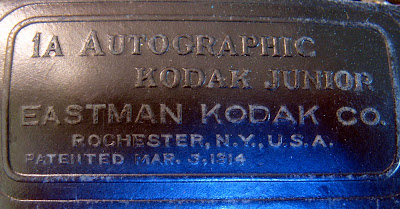 1A AUTOGRAPHIC
KODAK JUNIOR
EASTMAN KODAK CO.
ROCHESTER, N.Y., U.S.A.
PATENTED MAR. 3, 1914